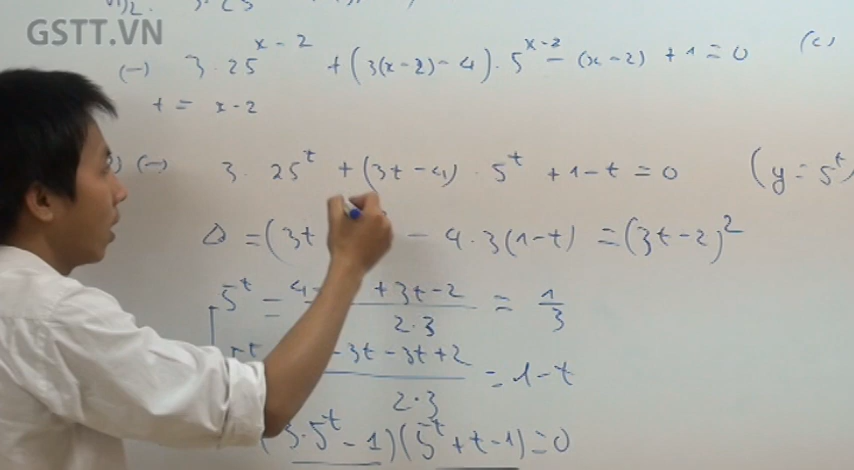 GSTT.VN
(-) 3·25^{x-2} + (3(x-2)-4)·5^{x-2} - (x-2) + 1 = 0 (c)
t = x-2
) (-) 3·25^t + (3t-4)·5^t + 1-t = 0 (y = 5^t)
Δ = (3t - 4·3(1-t) = (3t-2)^2
5^t = 4 +3t-2 / 2·3 = 1/3
-3t-3t+2 / 2·3 = 1-t
(3·5^t - 1)(5^t + t - 1) = 0